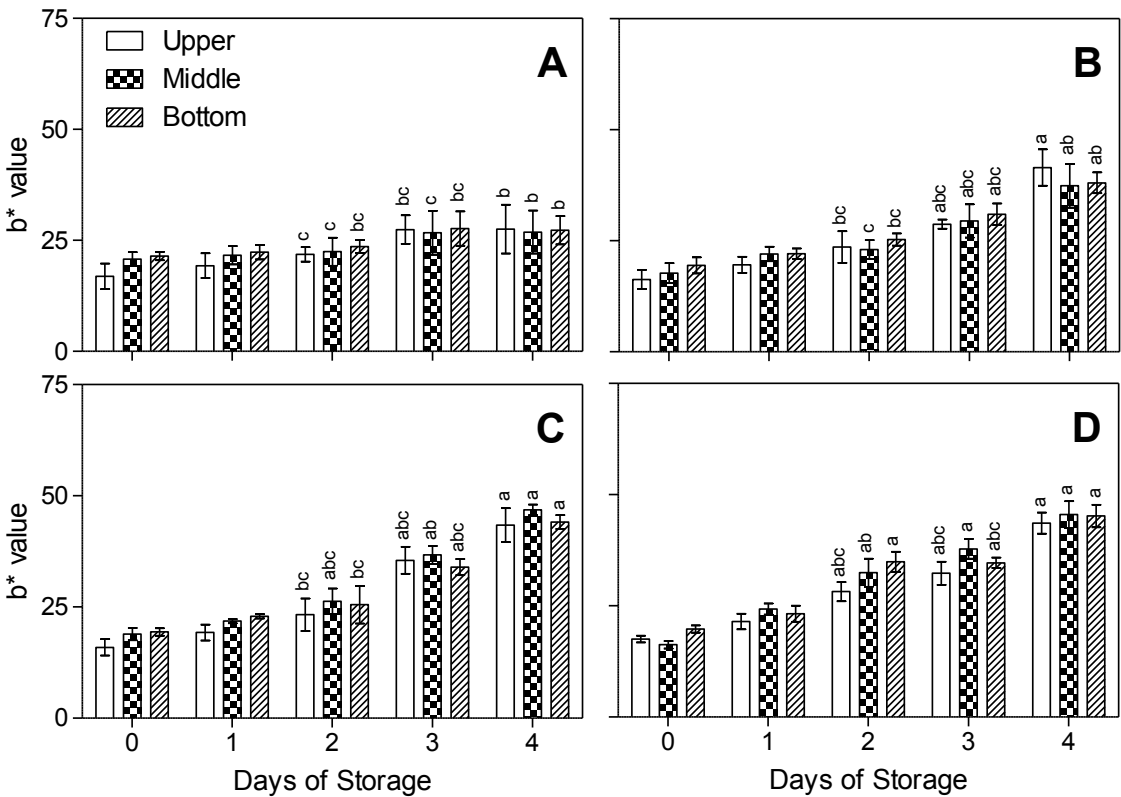 75
50
25
0
b* value
Upper
Middle
Bottom
A
c c bc
bc c bc
b b b
B
bc c bc
abc abc abc
a ab ab
75
50
25
0
b* value
C
bc abc bc
abc ab abc
a a a
0 1 2 3 4
Days of Storage
D
abc ab a
abc a abc
a a a
0 1 2 3 4
Days of Storage